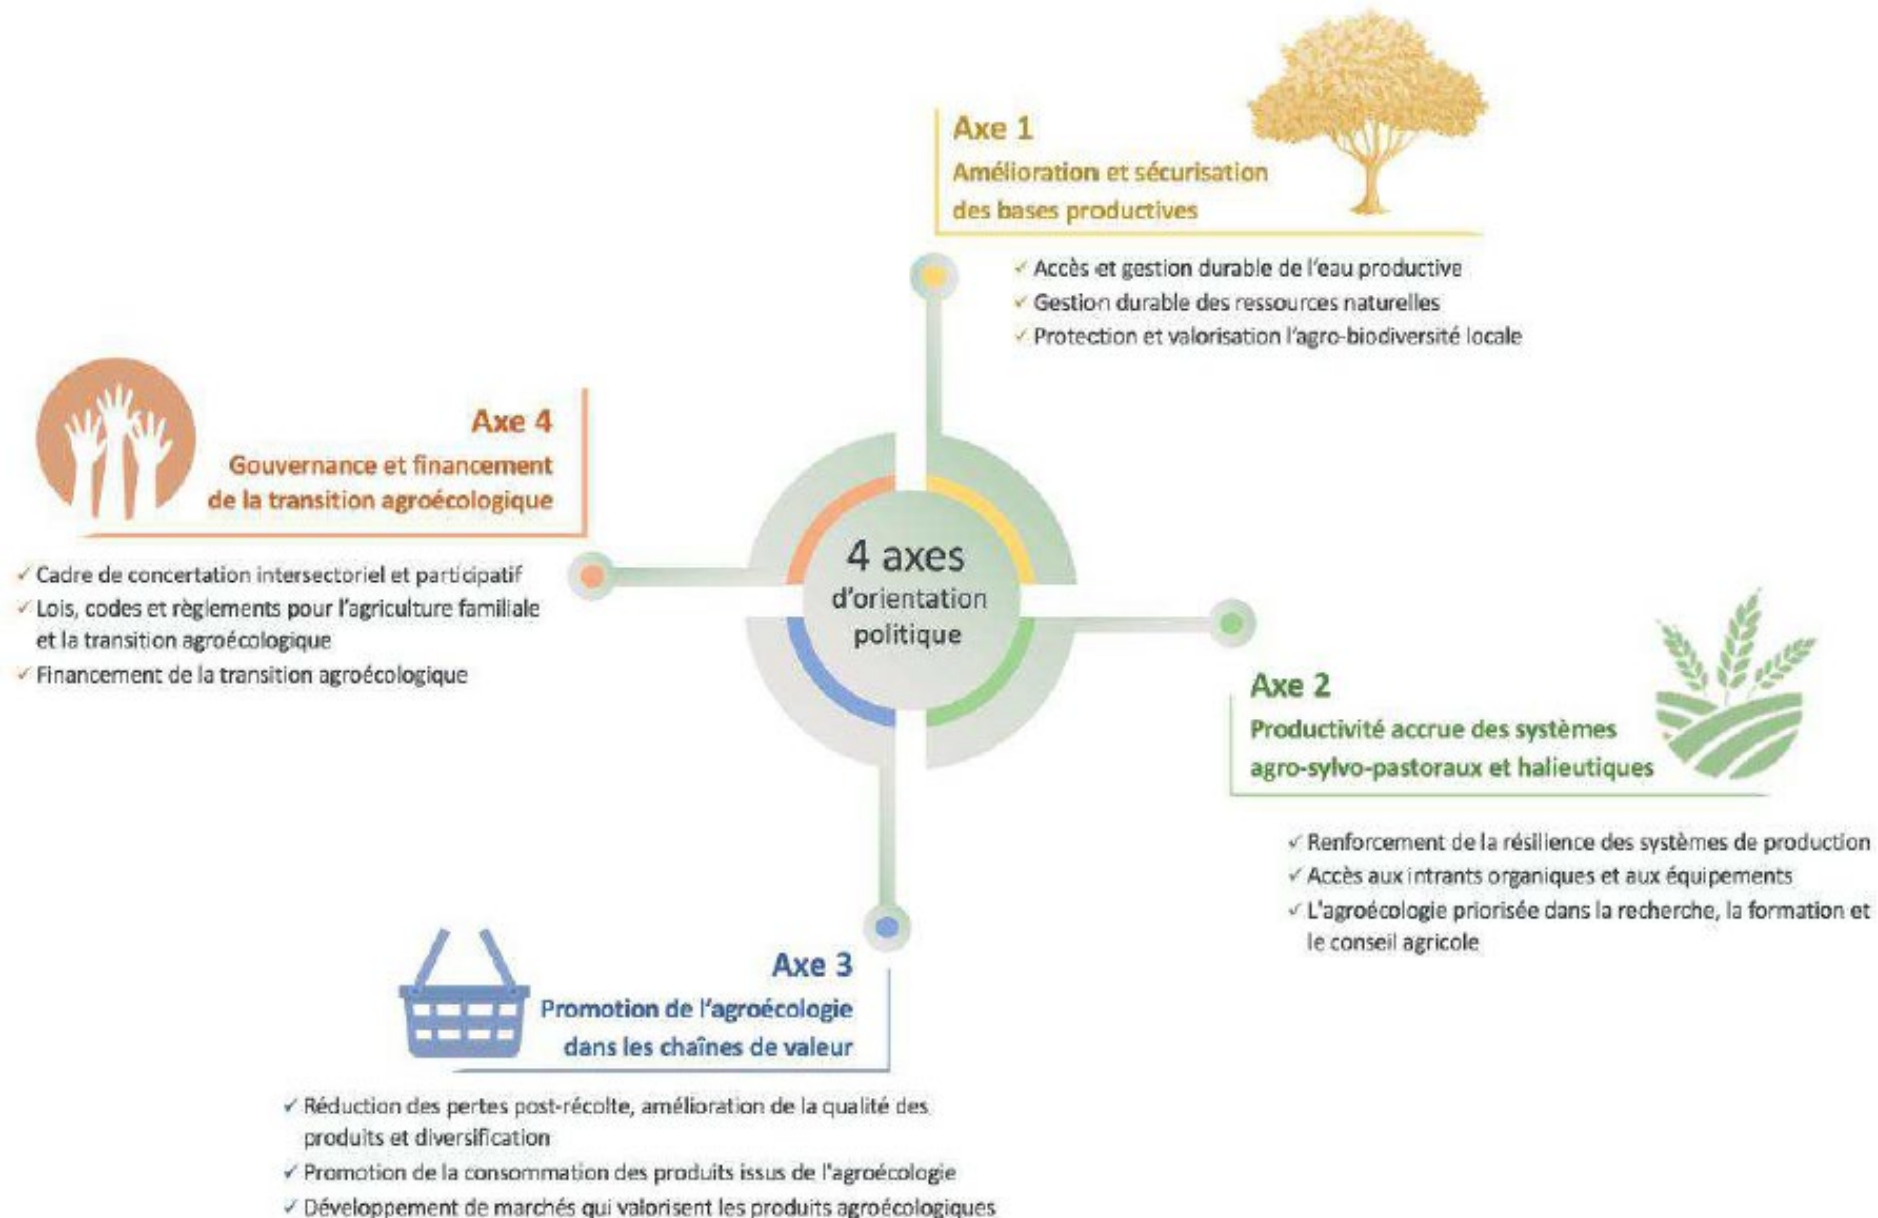 4 axes
d'orientation
politique
Axe 1
Amélioration et sécurisation
des bases productives
✓ Accès et gestion durable de l'eau productive
✓ Gestion durable des ressources naturelles
✓ Protection et valorisation l'agro-biodiversité locale
Axe 2
Productivité accrue des systèmes
agro-sylvo-pastoraux et halieutiques
✓ Renforcement de la résilience des systèmes de production
✓ Accès aux intrants organiques et aux équipements
✓ L'agroécologie priorisée dans la recherche, la formation et
le conseil agricole
Axe 3
Promotion de l'agroécologie
dans les chaînes de valeur
✓ Réduction des pertes post-récolte, amélioration de la qualité des
produits et diversification
✓ Promotion de la consommation des produits issus de l'agroécologie
✓ Développement de marchés qui valorisent les produits agroécologiques
Axe 4
Gouvernance et financement
de la transition agroécologique
✓ Cadre de concertation intersectoriel et participatif
✓ Lois, codes et règlements pour l'agriculture familiale
et la transition agroécologique
✓ Financement de la transition agroécologique